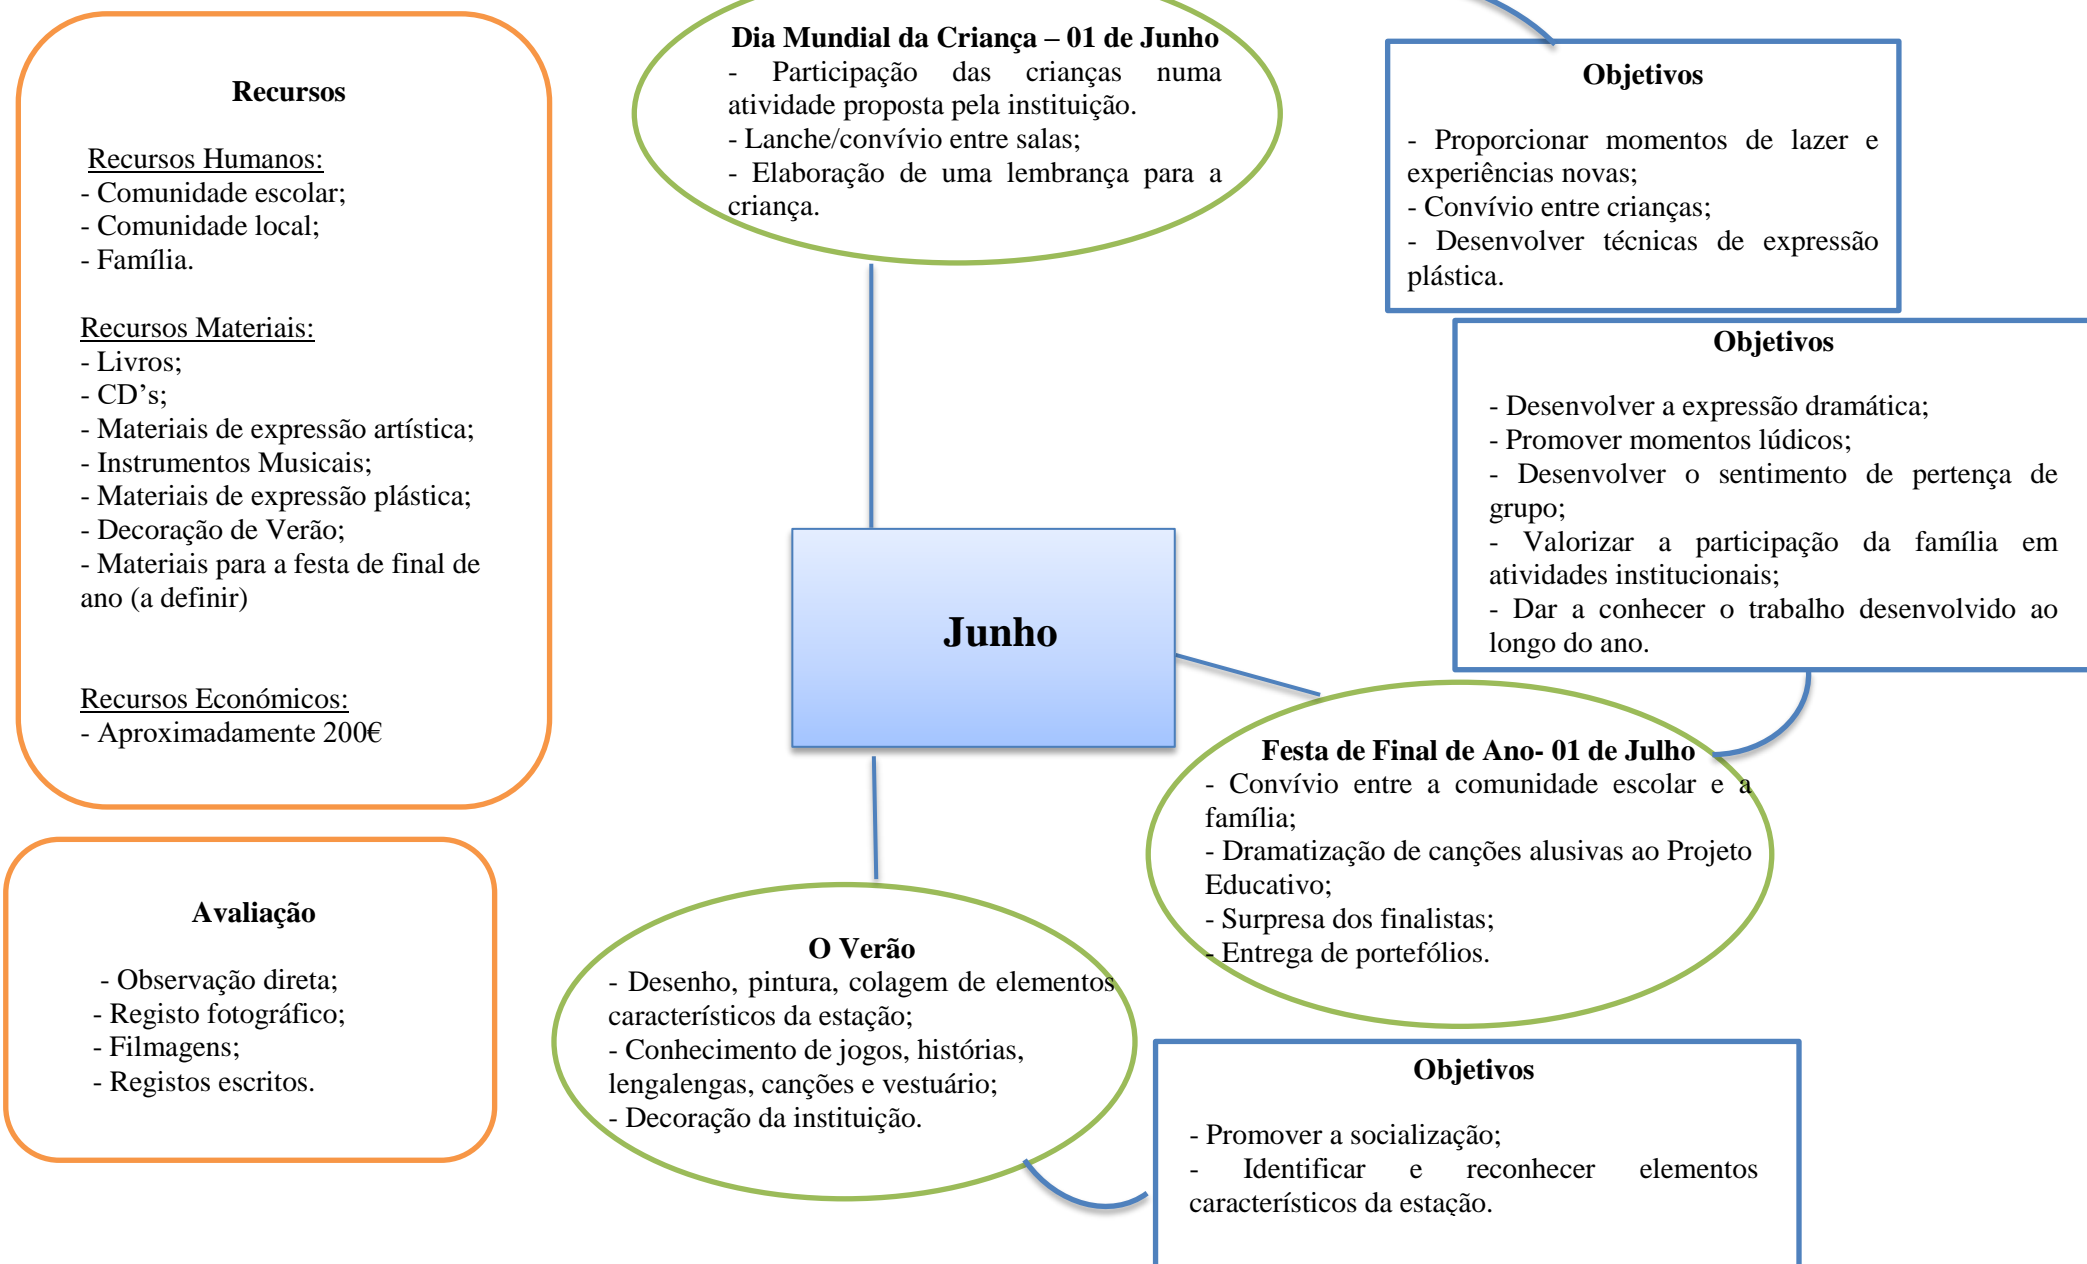 Recursos
Recursos Humanos:
- Comunidade escolar;
- Comunidade local;
- Família.
Recursos Materiais:
- Livros;
- CD’s;
- Materiais de expressão artística;
- Instrumentos Musicais;
- Materiais de expressão plástica;
- Decoração de Verão;
- Materiais para a festa de final de
ano (a definir)
Recursos Económicos:
- Aproximadamente 200€
Avaliação
- Observação direta;
- Registo fotográfico;
- Filmagens;
- Registos escritos.
Dia Mundial da Criança – 01 de Junho
- Participação das crianças numa
atividade proposta pela instituição.
- Lanche/convívio entre salas;
- Elaboração de uma lembrança para a
criança.
Objetivos
- Proporcionar momentos de lazer e
experiências novas;
- Convívio entre crianças;
- Desenvolver técnicas de expressão
plástica.
Objetivos
- Desenvolver a expressão dramática;
- Promover momentos lúdicos;
- Desenvolver o sentimento de pertença de
grupo;
- Valorizar a participação da família em
atividades institucionais;
- Dar a conhecer o trabalho desenvolvido ao
longo do ano.
Junho
Festa de Final de Ano- 01 de Julho
- Convívio entre a comunidade escolar e a
família;
- Dramatização de canções alusivas ao Projeto
Educativo;
- Surpresa dos finalistas;
- Entrega de portefólios.
O Verão
- Desenho, pintura, colagem de elementos
característicos da estação;
- Conhecimento de jogos, histórias,
lengalengas, canções e vestuário;
- Decoração da instituição.
Objetivos
- Promover a socialização;
- Identificar e reconhecer elementos
característicos da estação.